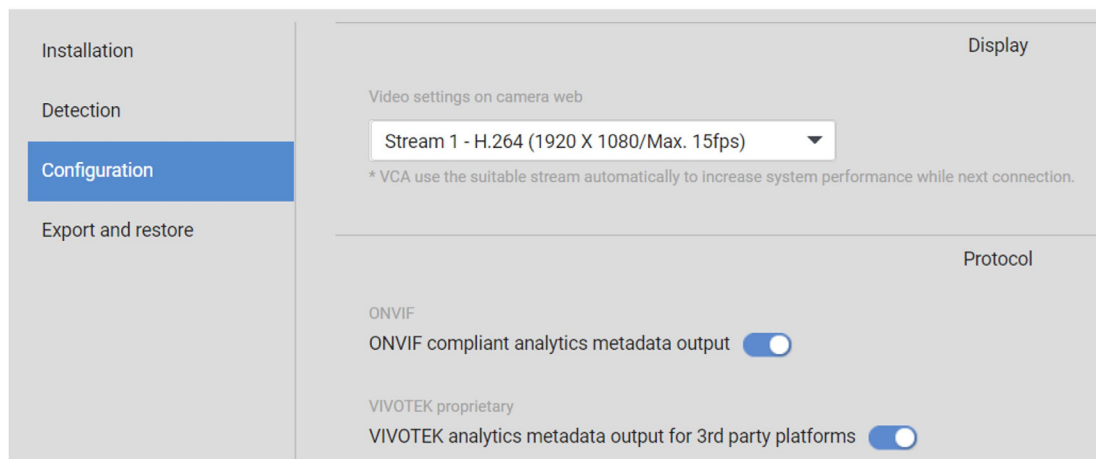 Installation
Detection
Configuration
Export and restore
Display
Video settings on camera web
Stream 1 - H.264 (1920 X 1080/Max. 15fps)
* VCA use the suitable stream automatically to increase system performance while next connection.
Protocol
ONVIF
ONVIF compliant analytics metadata output
VIVOTEK proprietary
VIVOTEK analytics metadata output for 3rd party platforms